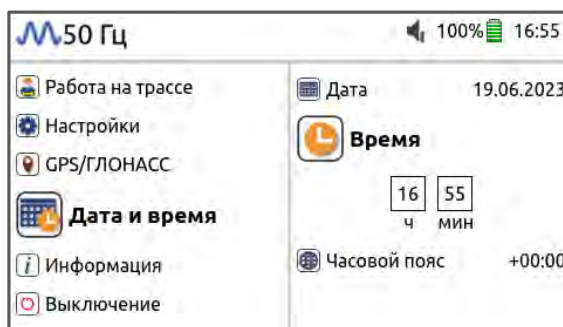 50 Гц
100% 16:55
Работа на трассе
Настройки
GPS/ГЛОНАСС
Дата и время
Информация
Выключение
Дата 19.06.2023
Время
16 55
ч мин
Часовой пояс +00:00